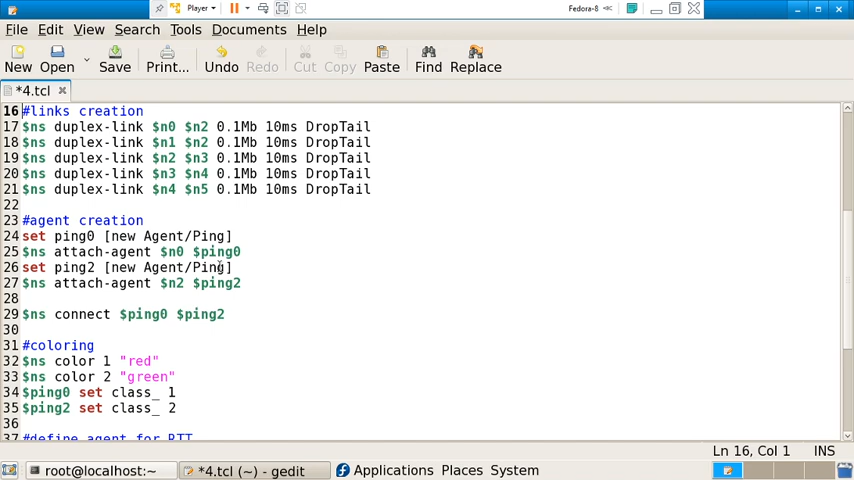 Player
Fedora-8
File Edit View Search Tools Documents Help
New Open Save Print... Undo Redo Cut Copy Paste Find Replace
*4.tcl
16 #links creation
17 $ns duplex-link $n0 $n2 0.1Mb 10ms DropTail
18 $ns duplex-link $n1 $n2 0.1Mb 10ms DropTail
19 $ns duplex-link $n2 $n3 0.1Mb 10ms DropTail
20 $ns duplex-link $n3 $n4 0.1Mb 10ms DropTail
21 $ns duplex-link $n4 $n5 0.1Mb 10ms DropTail
22
23 #agent creation
24 set ping0 [new Agent/Ping]
25 $ns attach-agent $n0 $ping0
26 set ping2 [new Agent/Ping]
27 $ns attach-agent $n2 $ping2
28
29 $ns connect $ping0 $ping2
30
31 #coloring
32 $ns color 1 "red"
33 $ns color 2 "green"
34 $ping0 set class_ 1
35 $ping2 set class_ 2
36
37 #define agent for RTT
Ln 16, Col 1 INS
root@localhost:~ *4.tcl (~) - gedit Applications Places System